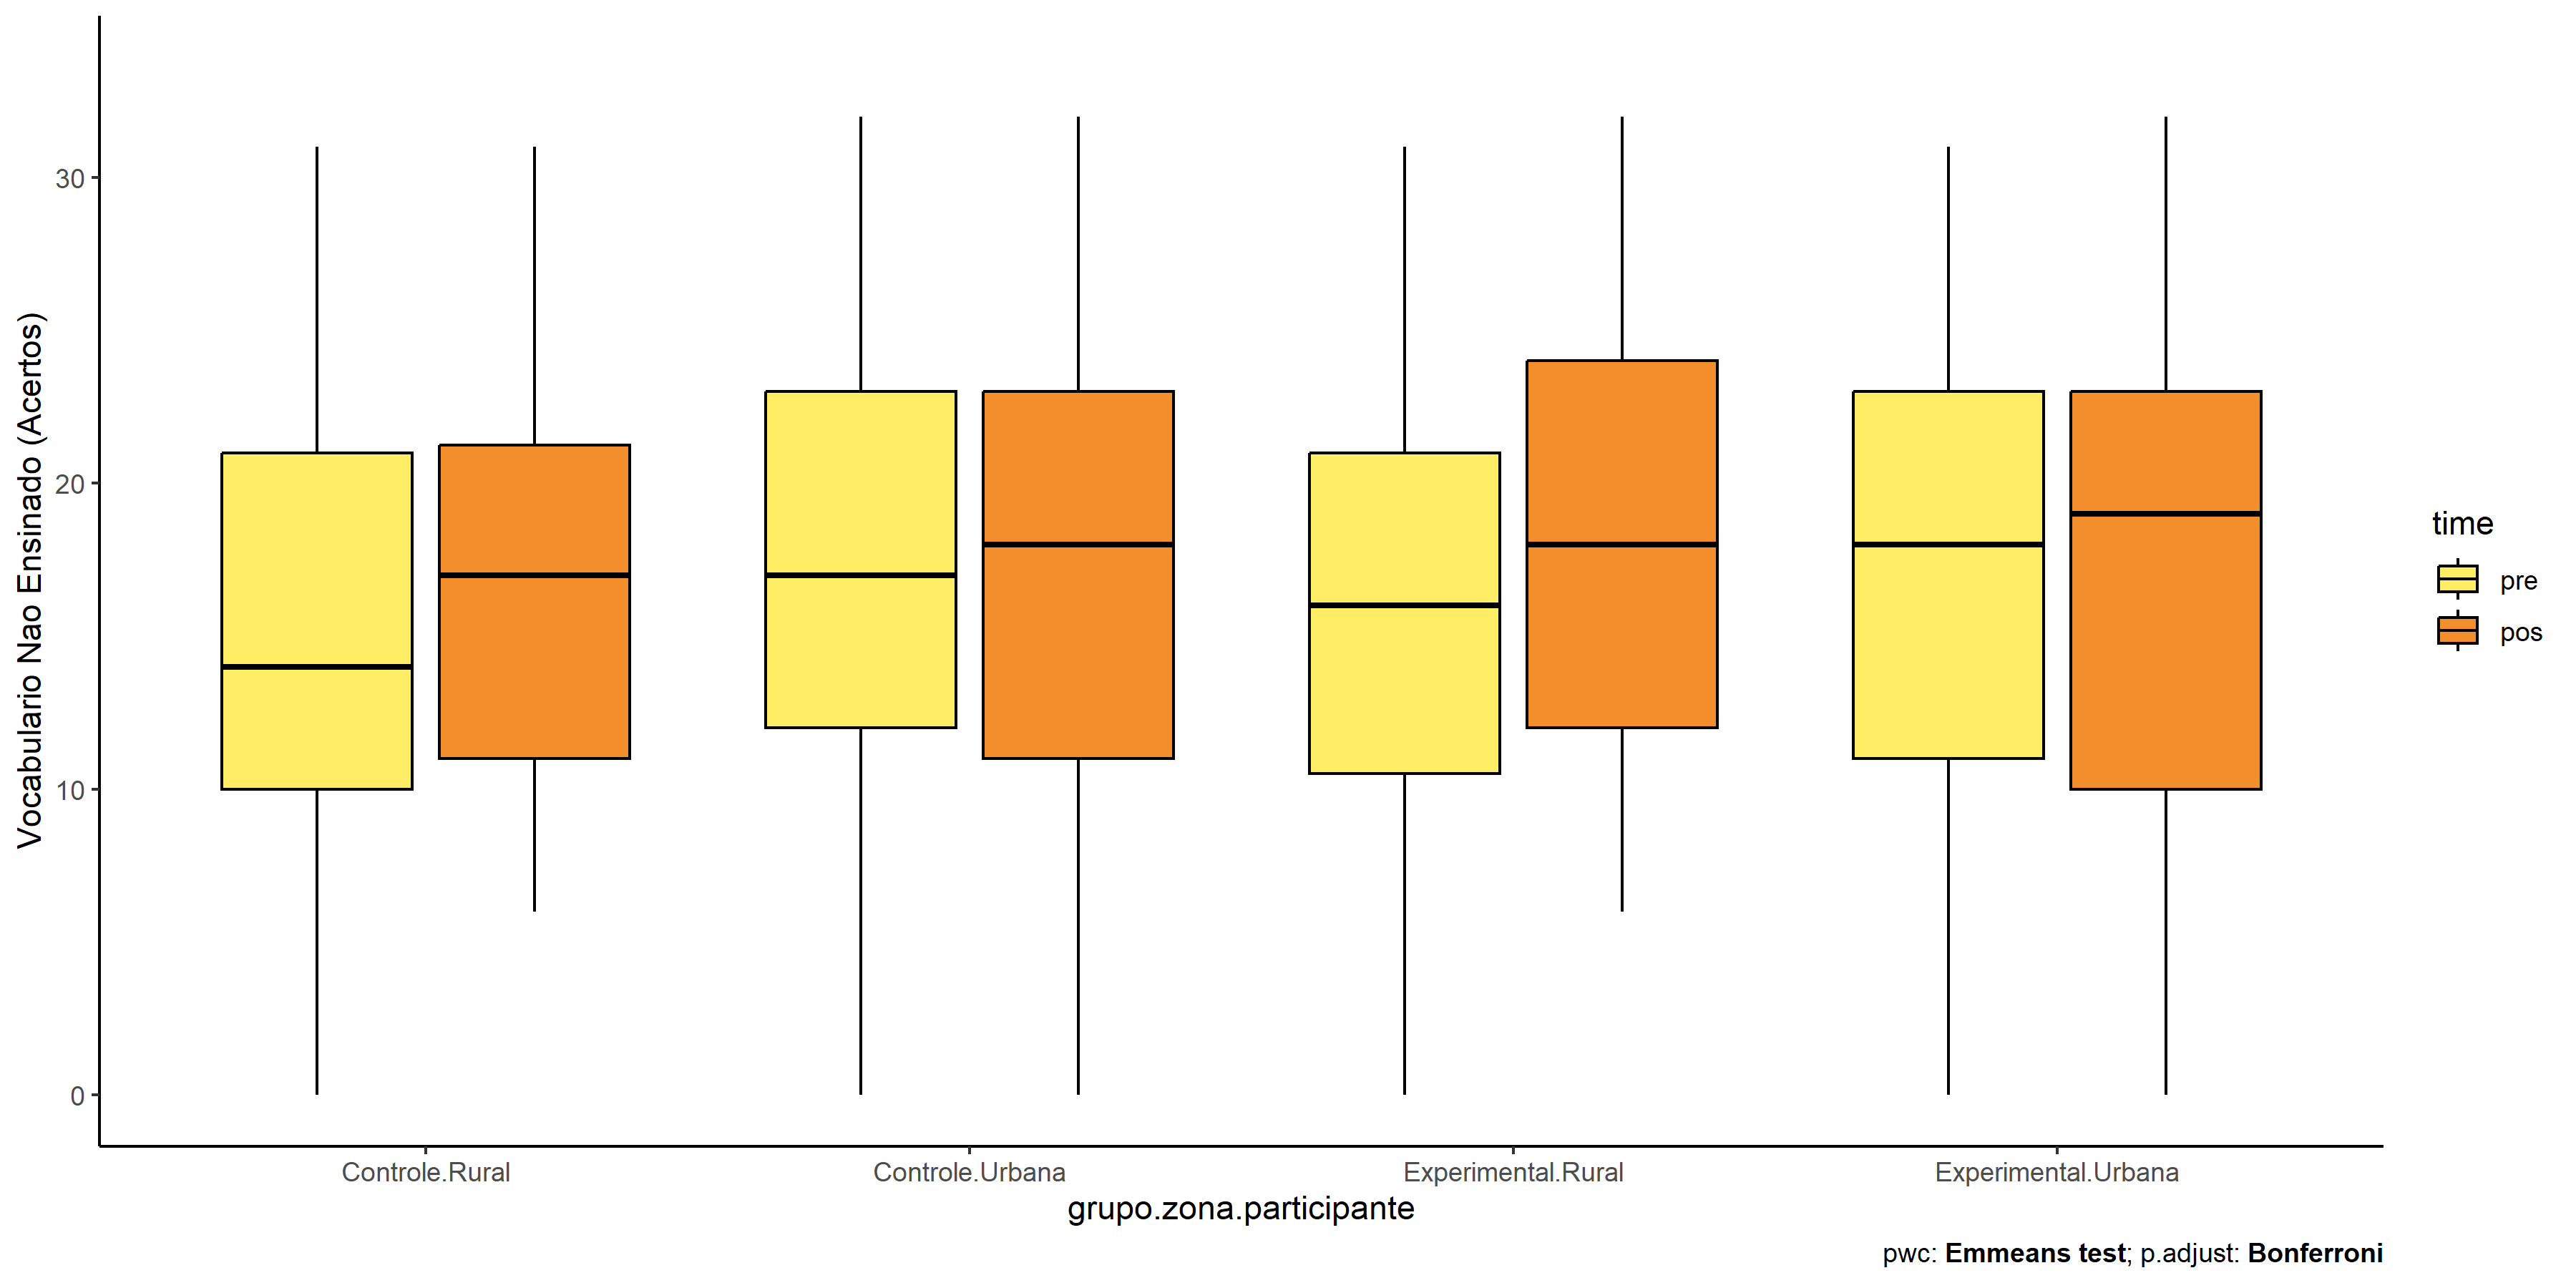 Vocabulario Nao Ensinado (Acertos)
30
20
10
0
Controle.Rural
Controle.Urbana
Experimental.Rural
Experimental.Urbana
grupo.zona.participante
time
pre
pos
pwc: Emmeans test; p.adjust: Bonferroni